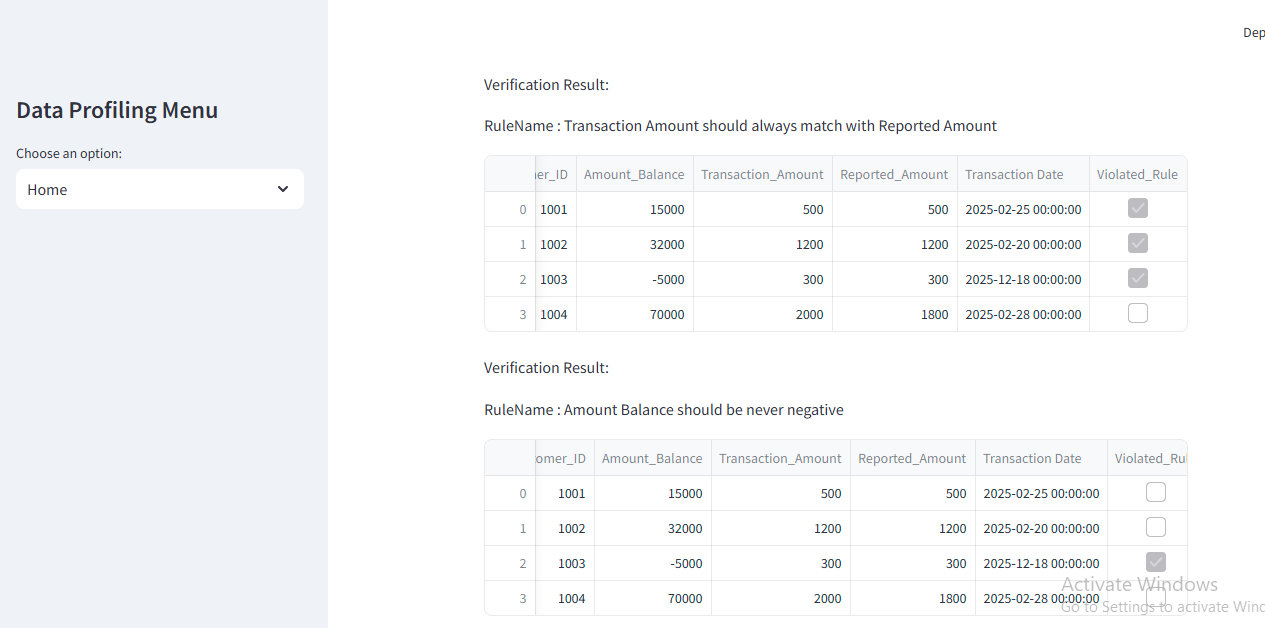 Dep
Data Profiling Menu
Choose an option:
Home
Verification Result:
RuleName : Transaction Amount should always match with Reported Amount
er_ID Amount_Balance Transaction_Amount Reported_Amount Transaction Date Violated_Rule
0 1001 15000 500 500 2025-02-25 00:00:00
1 1002 32000 1200 1200 2025-02-20 00:00:00
2 1003 -5000 300 300 2025-12-18 00:00:00
3 1004 70000 2000 1800 2025-02-28 00:00:00
Verification Result:
RuleName : Amount Balance should be never negative
omer_ID Amount_Balance Transaction_Amount Reported_Amount Transaction Date Violated_Ru
0 1001 15000 500 500 2025-02-25 00:00:00
1 1002 32000 1200 1200 2025-02-20 00:00:00
2 1003 -5000 300 300 2025-12-18 00:00:00
3 1004 70000 2000 1800 2025-02-28 00:00:00
Activate Windows
Go to Settings to activate Winc